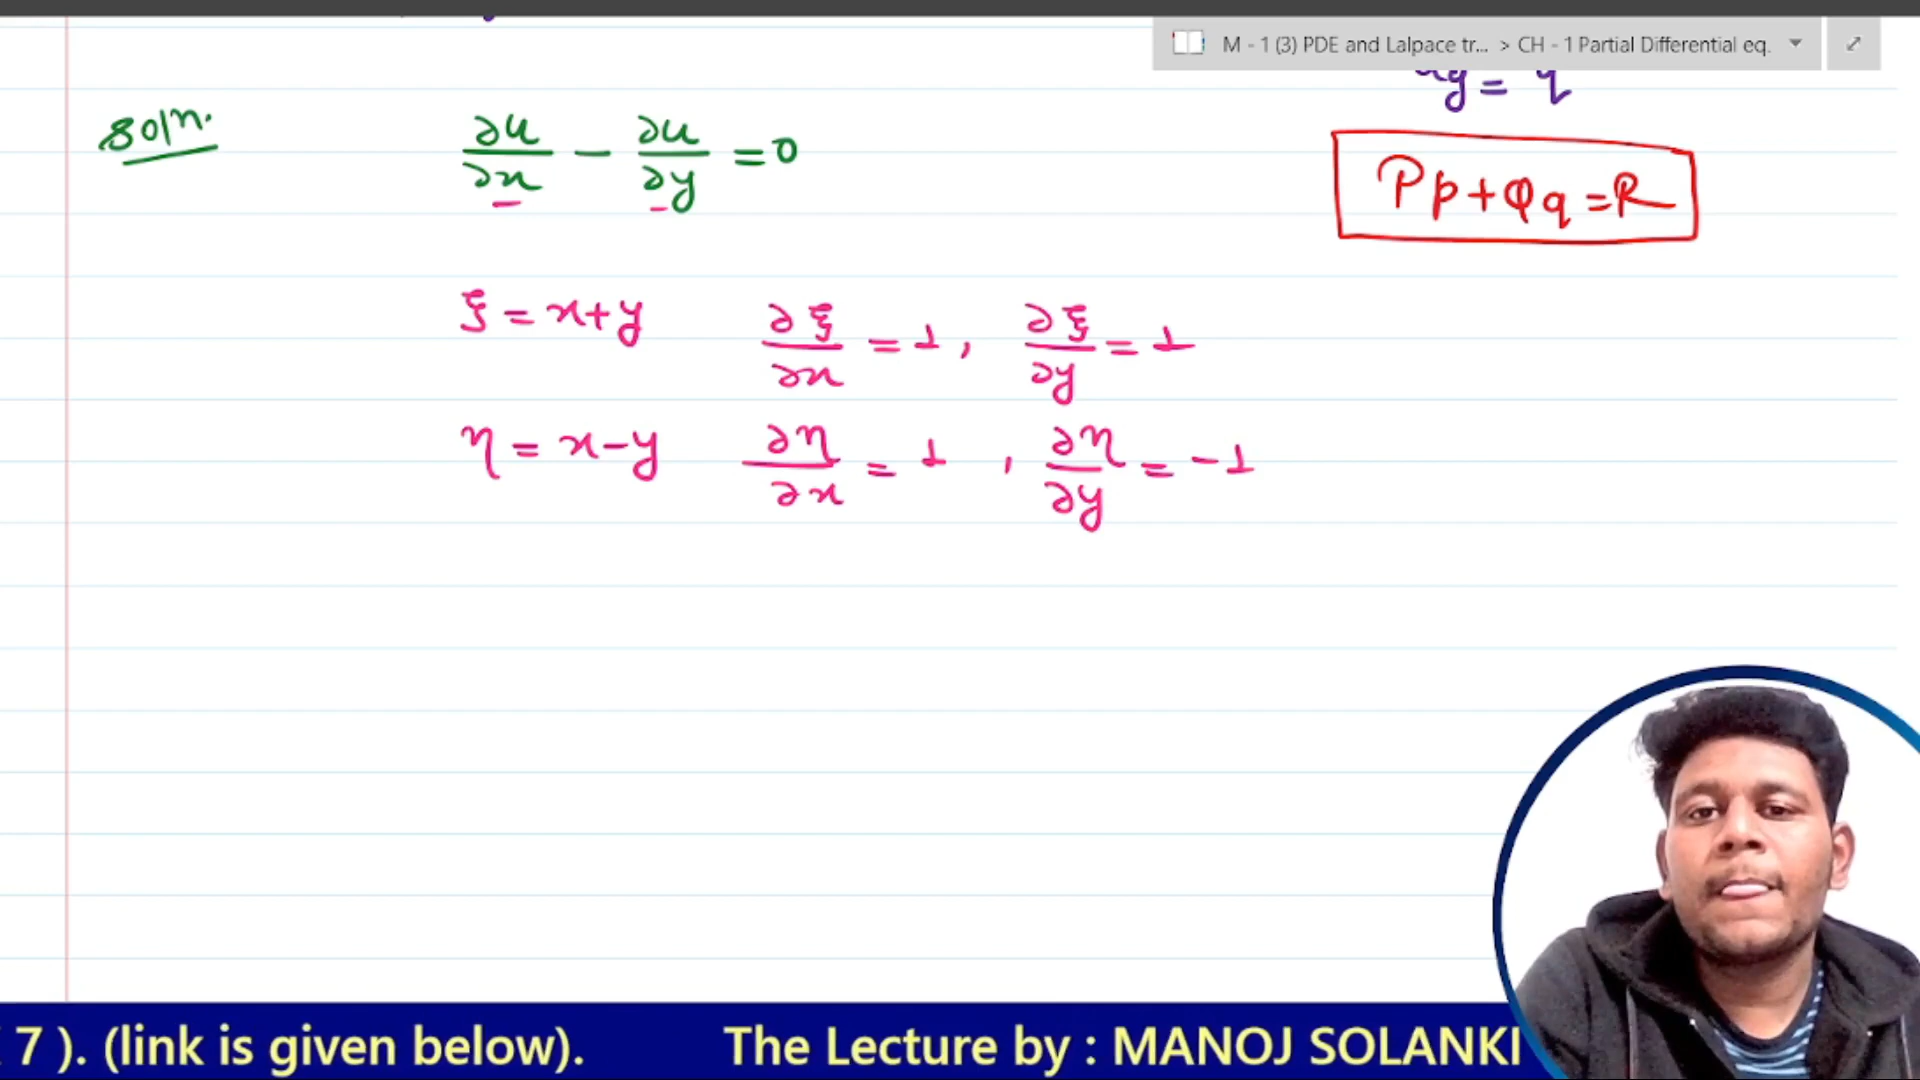 M - 1 (3) PDE and Lalpace tr... > CH - 1 Partial Differential eq.
= q
Soln. ∂u/∂x - ∂u/∂y = 0
Pp + Qq = R
ξ = x+y ∂ξ/∂x = 1, ∂ξ/∂y = 1
η = x-y ∂η/∂x = 1, ∂η/∂y = -1
7 ). (link is given below). The Lecture by : MANOJ SOLANKI